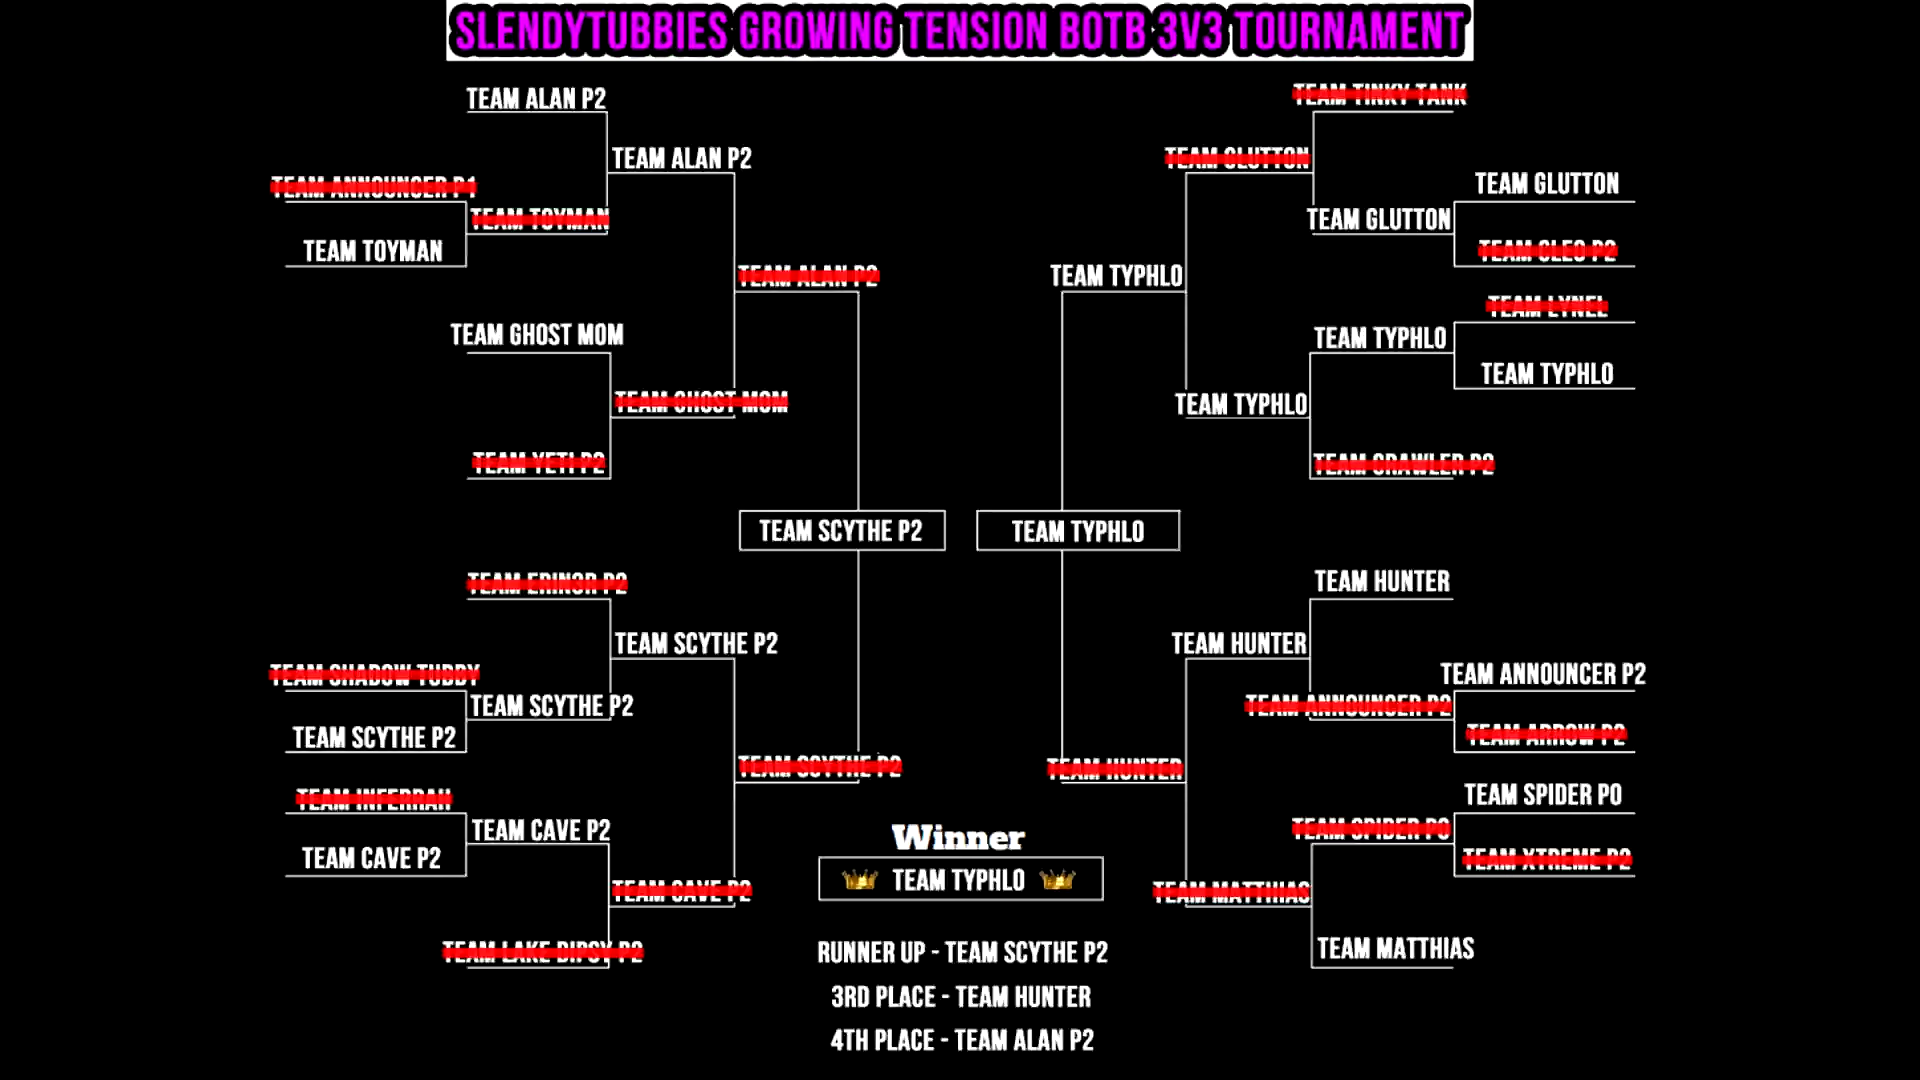 SLENDYTUBBIES GROWING TENSION BOTB 3V3 TOURNAMENT
TEAM ALAN P2
TEAM ALAN P2
TEAM ANNOUNCER P1
TEAM TOYMAN
TEAM TOYMAN
TEAM ALAN P2
TEAM GHOST MOM
TEAM GHOST MOM
TEAM YETI P2
TEAM SCYTHE P2
TEAM ERINOR P2
TEAM SCYTHE P2
TEAM SHADOW TUBBY
TEAM SCYTHE P2
TEAM SCYTHE P2
TEAM SCYTHE P2
TEAM INFERRAH
TEAM CAVE P2
TEAM CAVE P2
TEAM CAVE P2
TEAM LAKE DIPSY P2
TEAM TINKY TANK
TEAM GLUTTON
TEAM GLUTTON
TEAM GLUTTON
TEAM CLEO P2
TEAM TYPHLO
TEAM LYNEL
TEAM TYPHLO
TEAM TYPHLO
TEAM TYPHLO
TEAM CRAWLER P2
TEAM TYPHLO
TEAM HUNTER
TEAM HUNTER
TEAM ANNOUNCER P2
TEAM ANNOUNCER P2
TEAM ARROW P2
TEAM HUNTER
TEAM SPIDER PO
TEAM SPIDER PO
TEAM XTREME P2
TEAM MATTHIAS
TEAM MATTHIAS
Winner
TEAM TYPHLO
RUNNER UP - TEAM SCYTHE P2
3RD PLACE - TEAM HUNTER
4TH PLACE - TEAM ALAN P2